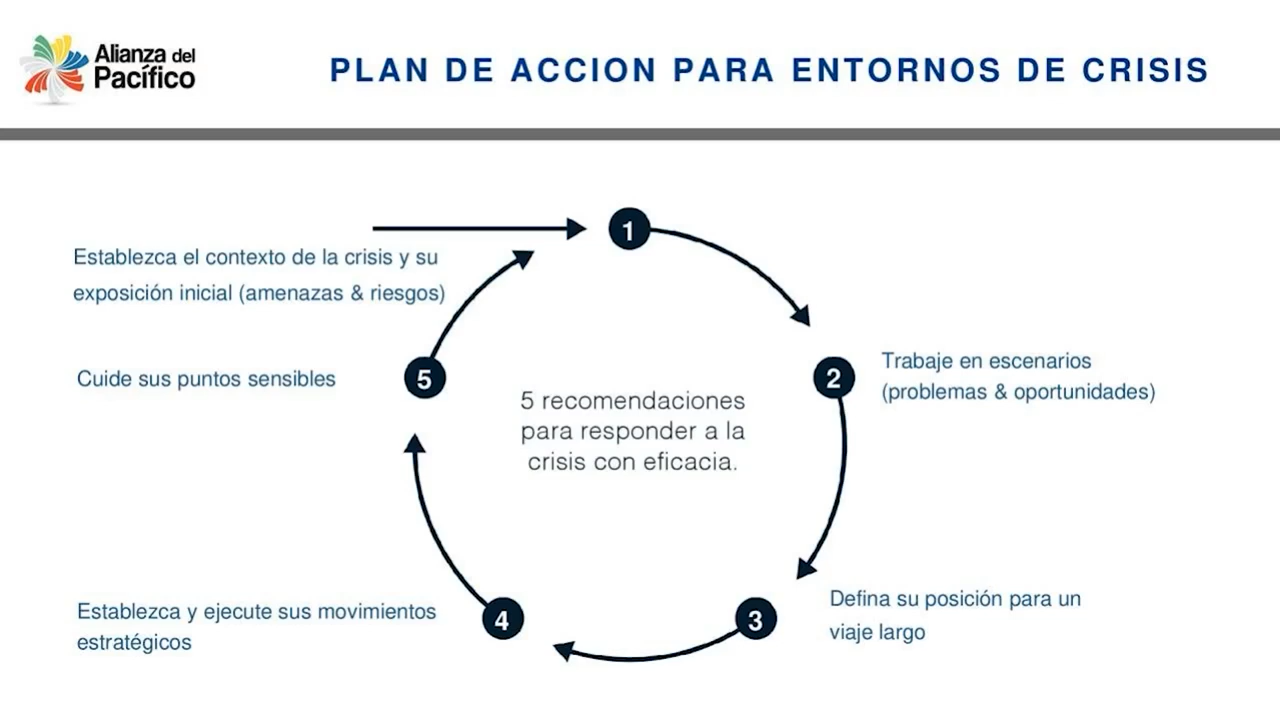 Alianza del
Pacífico
PLAN DE ACCION PARA ENTORNOS DE CRISIS
1
Establezca el contexto de la crisis y su
exposición inicial (amenazas & riesgos)
2
Trabaje en escenarios
(problemas & oportunidades)
5
Cuide sus puntos sensibles
5 recomendaciones
para responder a la
crisis con eficacia.
3
Defina su posición para un
viaje largo
4
Establezca y ejecute sus movimientos
estratégicos